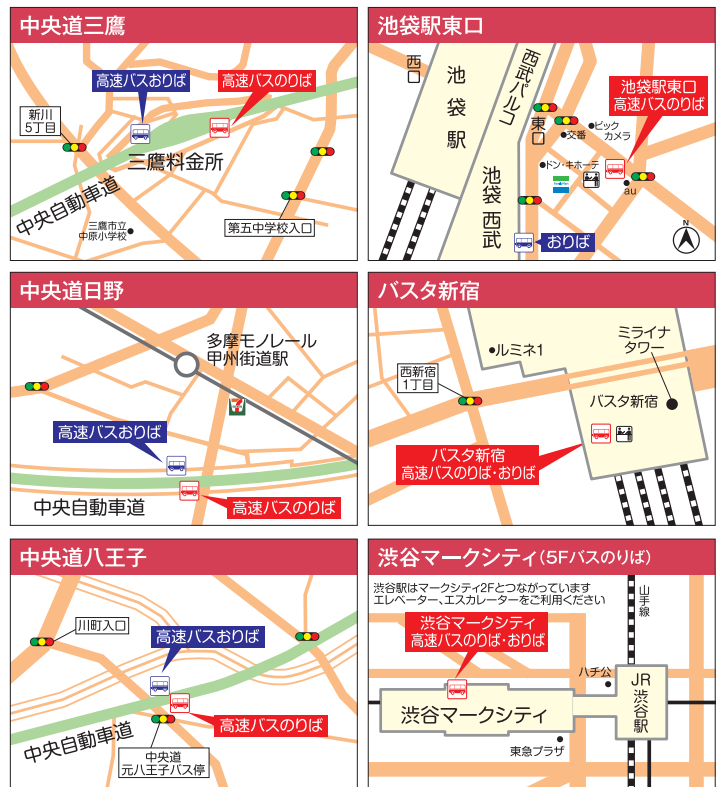 中央道三鷹
高速バスおりば
高速バスのりば
新川
5丁目
三鷹料金所
中央自動車道
三鷹市立
中原小学校
第五中学校入口
池袋駅東口
西口
池袋駅
西武パルコ
東口
池袋駅東口
高速バスのりば
ビック
カメラ
交番
ドン・キホーテ
au
池袋 西武
おりば
N
中央道日野
多摩モノレール
甲州街道駅
7
高速バスおりば
中央自動車道
高速バスのりば
バスタ新宿
ルミネ1
ミライナ
タワー
西新宿
1丁目
バスタ新宿
バスタ新宿
高速バスのりば・おりば
中央道八王子
川町入口
高速バスおりば
高速バスのりば
中央自動車道
中央道
元八王子バス停
渋谷マークシティ(5Fバスのりば)
渋谷駅はマークシティ2Fとつながっています
エレベーター、エスカレーターをご利用ください
山手線
渋谷マークシティ
高速バスのりば・おりば
ハチ公
JR
渋谷駅
渋谷マークシティ
東急プラザ